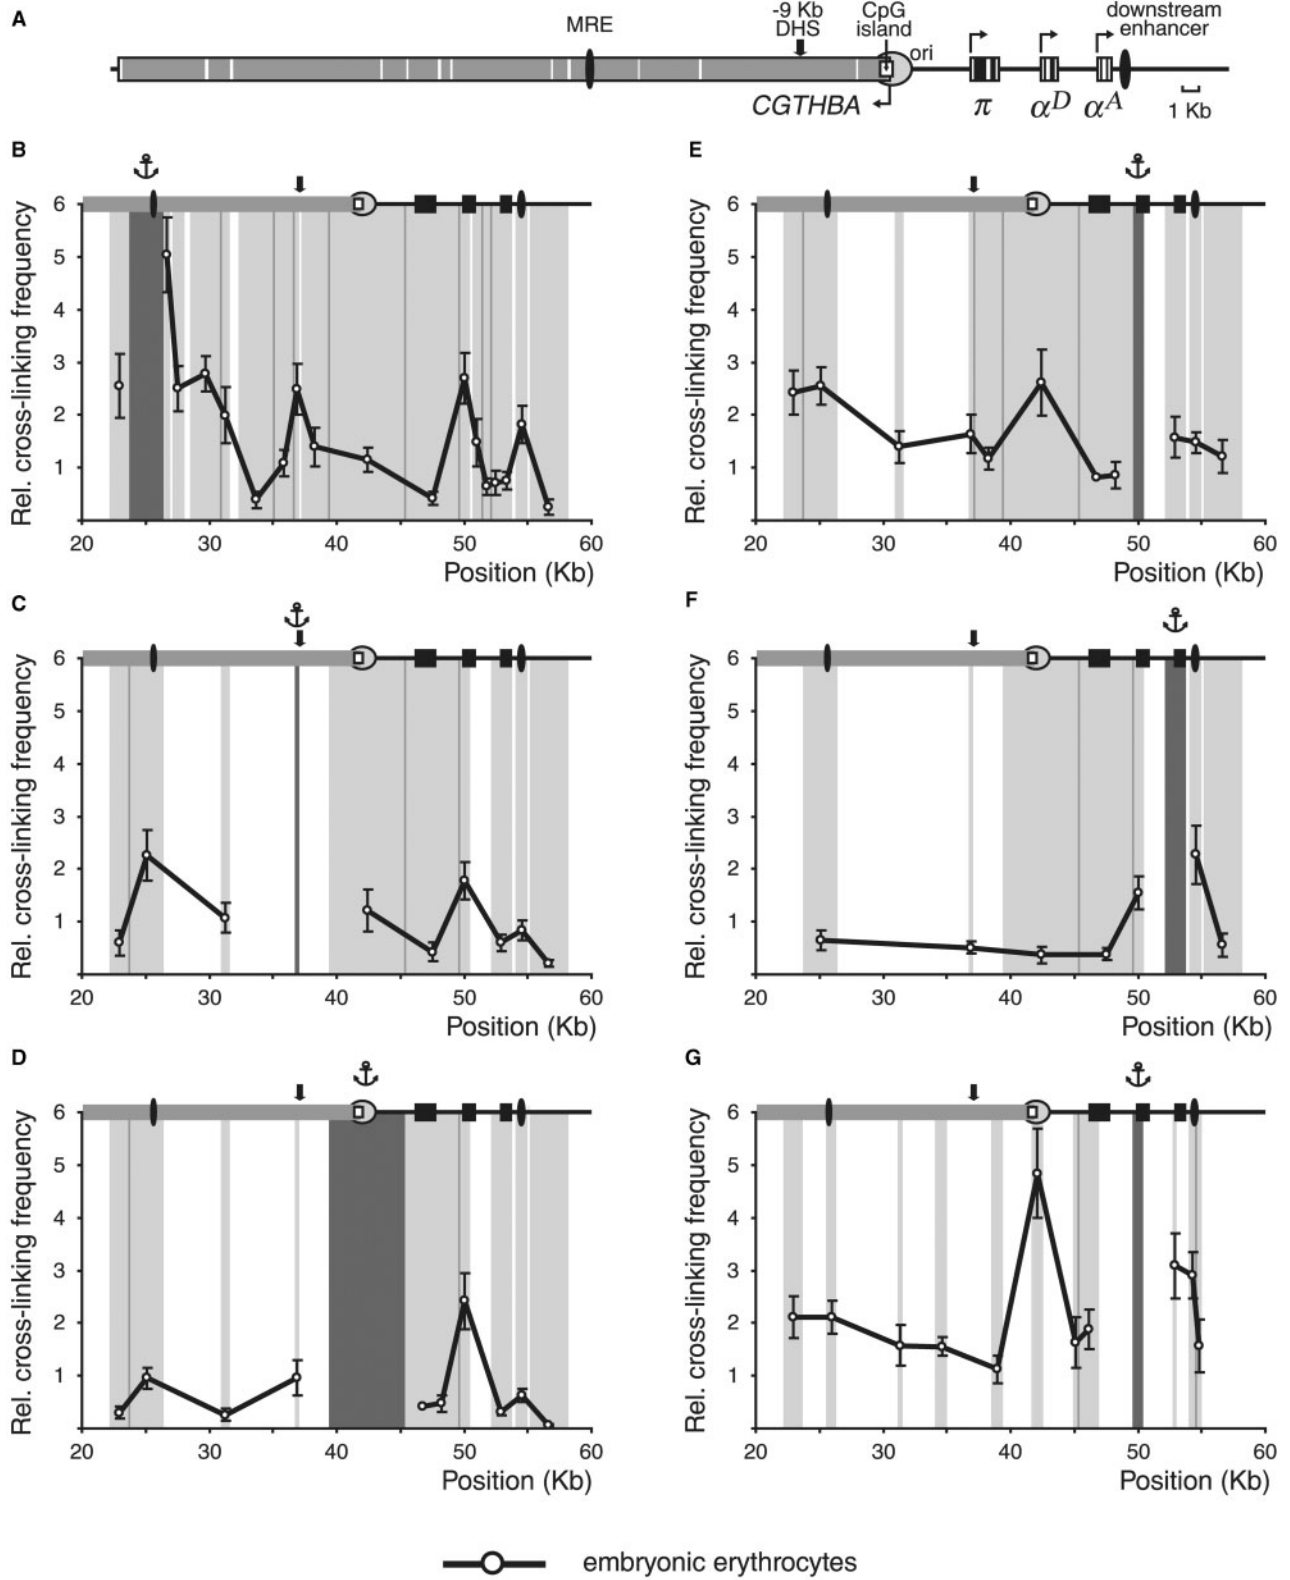 A
MRE
-9 Kb
DHS
CpG
island
ori
downstream
enhancer
CGTHBA
π
αD
αA
1 Kb
B
Rel. cross-linking frequency
6
5
4
3
2
1
20 30 40 50 60
Position (Kb)
E
Rel. cross-linking frequency
6
5
4
3
2
1
20 30 40 50 60
Position (Kb)
C
Rel. cross-linking frequency
6
5
4
3
2
1
20 30 40 50 60
Position (Kb)
F
Rel. cross-linking frequency
6
5
4
3
2
1
20 30 40 50 60
Position (Kb)
D
Rel. cross-linking frequency
6
5
4
3
2
1
20 30 40 50 60
Position (Kb)
G
Rel. cross-linking frequency
6
5
4
3
2
1
20 30 40 50 60
Position (Kb)
embryonic erythrocytes